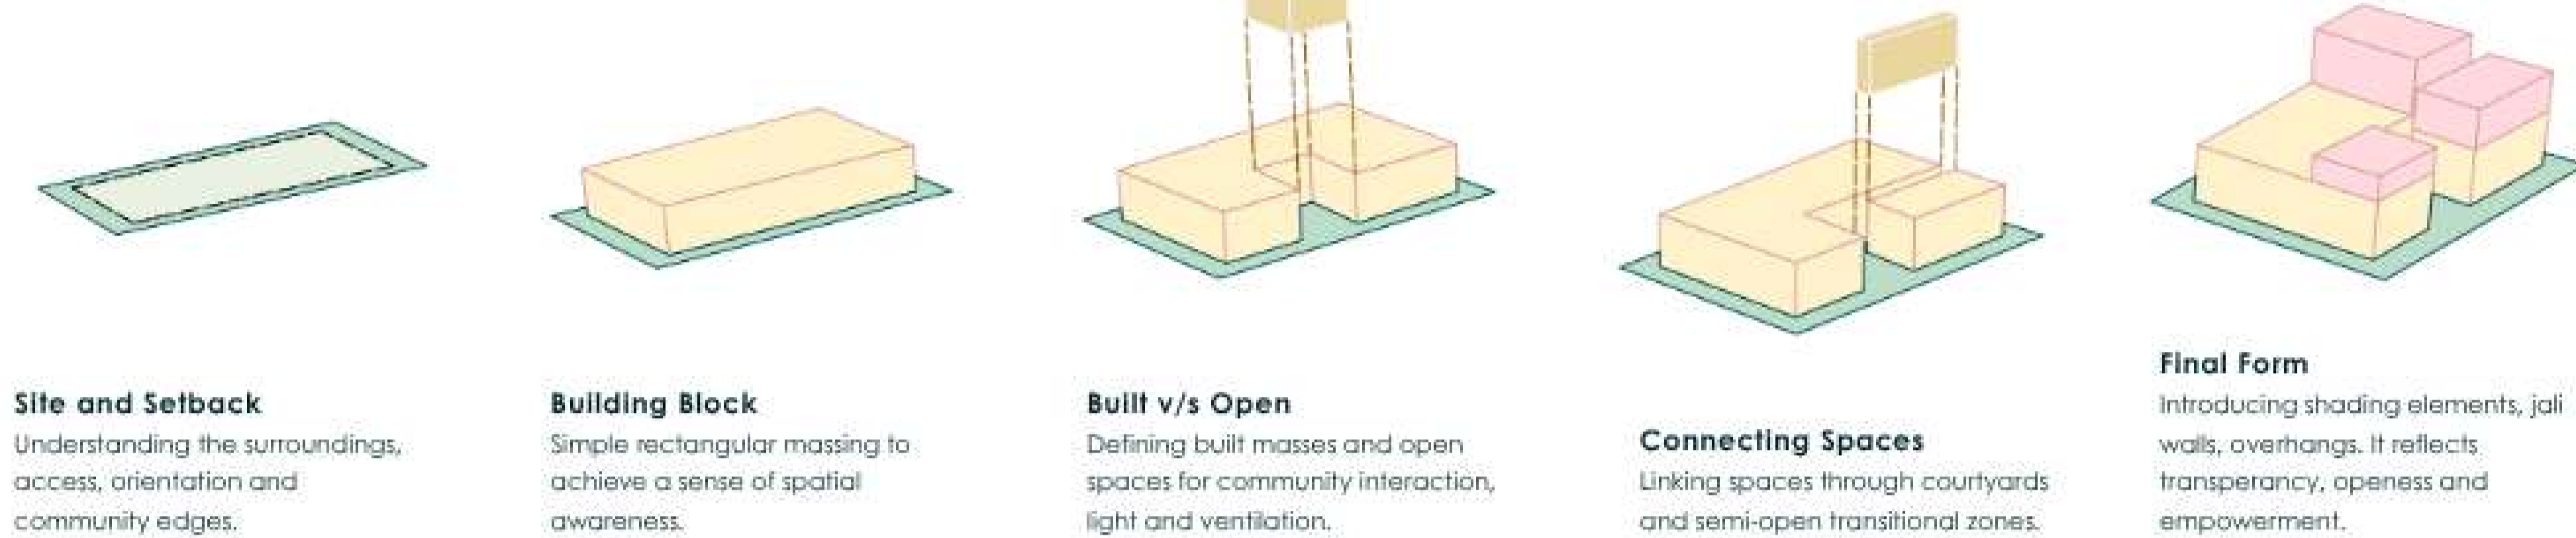 Site and Setback
Understanding the surroundings,
access, orientation and
community edges.
Building Block
Simple rectangular massing to
achieve a sense of spatial
awareness.
Built v/s Open
Defining built masses and open
spaces for community interaction,
light and ventilation.
Connecting Spaces
Linking spaces through courtyards
and semi-open transitional zones.
Final Form
Introducing shading elements, jali
walls, overhangs. It reflects
transperancy, openess and
empowerment.